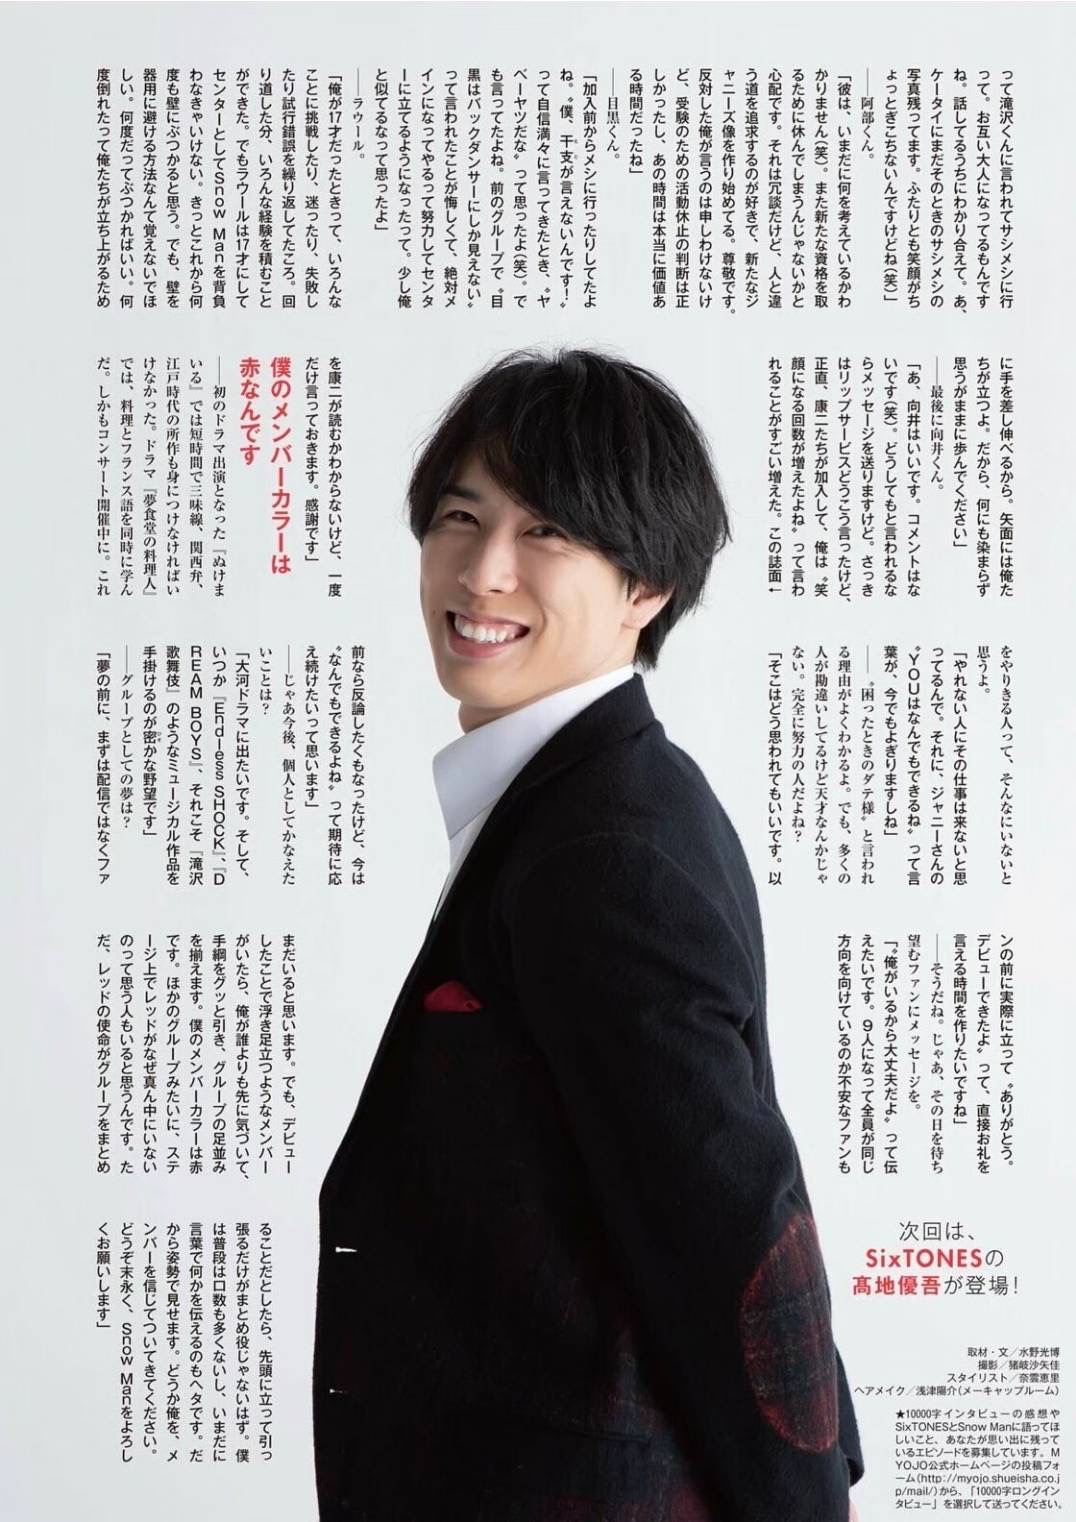 って滝沢くんに言われてサシメシに行
って。お互い大人になってるもんです
ね。話してるうちにわかり合えて。あ、
ケータイにまだそのときのサシメシの
写真残ってます。ふたりとも笑顔がち
ょっとぎこちないんですけどね（笑）」
――阿部くん。
「彼は、いまだに何を考えているかわ
かりません（笑）。また新たな資格を取
るために休んでしまうんじゃないかと
心配です。それは冗談だけど、人と違
う道を追求するのが好きで、新たなジ
ャニーズ像を作り始めてる。尊敬です。
反対した俺が言うのは申しわけないけ
ど、受験のための活動休止の判断は正
しかったし、あの時間は本当に価値あ
る時間だったね」
――目黒くん。
「加入前からメシに行ったりしてたよ
ね。〝僕、干支が言えないんです！〟
って自信満々に言ってきたとき、〝ヤ
ベーヤツだな〟って思ったよ（笑）。で
も言ってたよね。前のグループで〝目
黒はバックダンサーにしか見えない〟
って言われたことが悔しくて、絶対メ
インになってやるって努力してセンタ
ーに立てるようになったって。少し俺
と似てるなって思ったよ」
――ラウール。
「俺が17才だったときって、いろんな
ことに挑戦したり、迷ったり、失敗し
たり試行錯誤を繰り返してたころ。回
り道した分、いろんな経験を積むこと
ができた。でもラウールは17才にして
センターとしてSnow Manを背負
わなきゃいけない。きっとこれから何
度も壁にぶつかると思う。でも、壁を
器用に避ける方法なんて覚えないでほ
しい。何度だってぶつかればいい。何
度倒れたって俺たちが立ち上がるため
に手を差し伸べるから。矢面には俺た
ちが立つよ。だから、何にも染まらず
思うがままに歩んでください」
――最後に向井くん。
「あ、向井はいいです。コメントはな
いです（笑）。どうしてもと言われるな
らメッセージを送りますけど。さっき
はリップサービスどうこう言ったけど、
正直、康二たちが加入して、俺は〝笑
顔になる回数が増えたよね〟って言わ
れることがすごい増えた。この誌面←
を康二が読むかわからないけど、一度
だけ言っておきます。感謝です」
僕のメンバーカラーは
赤なんです
――初のドラマ出演となった『ぬけま
いる』では短時間で三味線、関西弁、
江戸時代の所作も身につけなければい
けなかった。ドラマ『夢食堂の料理人』
では、料理とフランス語を同時に学ん
だ。しかもコンサート開催中に。これ
をやりきる人って、そんなにいないと
思うよ。
「やれない人にその仕事は来ないと思
ってるんで。それに、ジャニーさんの
〝YOUはなんでもできるね〟って言
葉が、今でもよぎりますしね」
――〝困ったときのダテ様〟と言われ
る理由がよくわかるよ。でも、多くの
人が勘違いしてるけど天才なんかじゃ
ない。完全に努力の人だよね？
「そこはどう思われてもいいです。以
前なら反論したくもなったけど、今は
〝なんでもできるよね〟って期待に応
え続けたいって思います」
――じゃあ今後、個人としてかなえた
いことは？
「大河ドラマに出たいです。そして、
いつか『Endless SHOCK』、『D
REAM BOYS』、それこそ『滝沢
歌舞伎』のようなミュージカル作品を
手掛けるのが密かな野望です」
――グループとしての夢は？
「夢の前に、まずは配信ではなくファ
ンの前に実際に立って〝ありがとう。
デビューできたよ〟って、直接お礼を
言える時間を作りたいですね」
――そうだね。じゃあ、その日を待ち
望むファンにメッセージを。
「〝俺がいるから大丈夫だよ〟って伝
えたいです。9人になって全員が同じ
方向を向けているのか不安なファンも
まだいると思います。でも、デビュー
したことで浮き足立つようなメンバー
がいたら、俺が誰よりも先に気づいて、
手綱をグッと引き、グループの足並み
を揃えます。僕のメンバーカラーは赤
です。ほかのグループみたいに、ステ
ージ上でレッドがなぜ真ん中にいない
のって思う人もいると思うんです。た
だ、レッドの使命がグループをまとめ
ることだとしたら、先頭に立って引っ
張るだけがまとめ役じゃないはず。僕
は普段は口数も多くないし、いまだに
言葉で何かを伝えるのもヘタです。だ
から姿勢で見せます。どうか俺を、メ
ンバーを信じてついてきてください。
どうぞ末永く、Snow Manをよろし
くお願いします」
次回は、
SixTONESの
髙地優吾が登場！
取材・文／水野光博
撮影／猪岐沙矢佳
スタイリスト／奈雲恵里
ヘアメイク／浅津陽介（メーキャップルーム）
★10000字インタビューの感想や
SixTONESとSnow Manに語ってほ
しいこと、あなたが思い出に残って
いるエピソードを募集しています。M
YOJO公式ホームページの投稿フォ
ーム（http://myojo.shueisha.co.j
p/mail/）から、「10000字ロングイン
タビュー」を選択して送ってください。